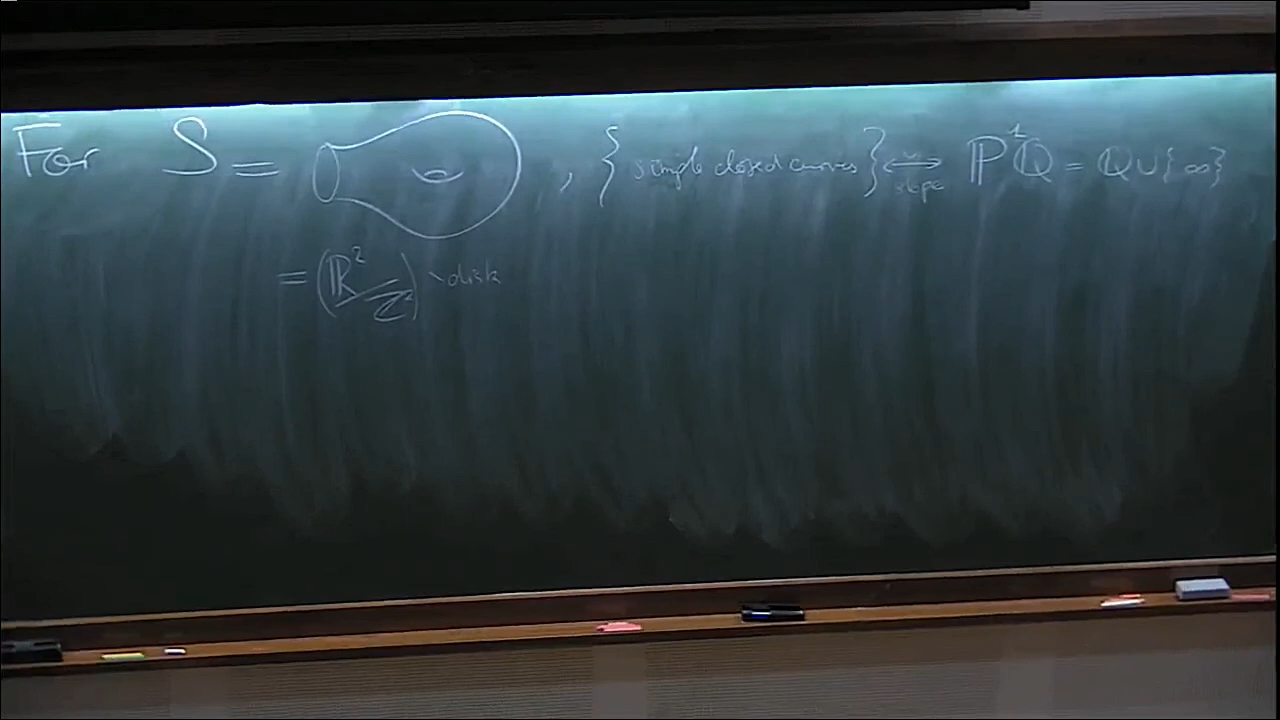 For S = , { simple closed curves } ⟷ slope P¹Q = Q ∪ {∞}
= (R²/Z²) \ disk